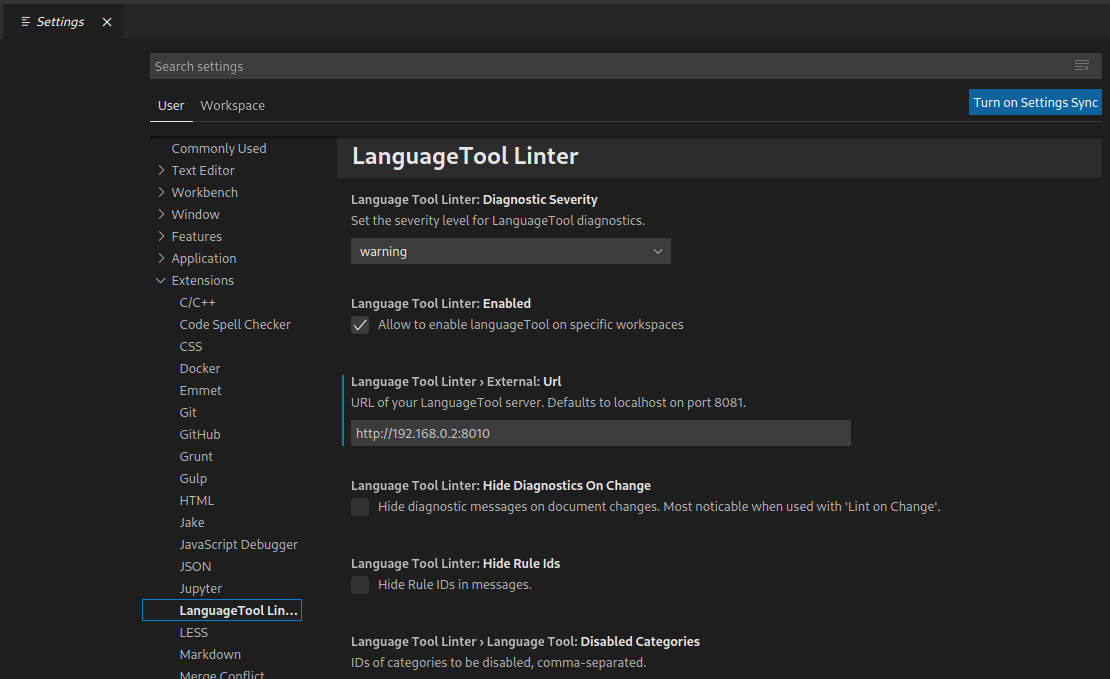 Settings
Search settings
User Workspace
Turn on Settings Sync
Commonly Used
Text Editor
Workbench
Window
Features
Application
Extensions
C/C++
Code Spell Checker
CSS
Docker
Emmet
Git
GitHub
Grunt
Gulp
HTML
Jake
JavaScript Debugger
JSON
Jupyter
LanguageTool Lin...
LESS
Markdown
Merge Conflict
LanguageTool Linter
Language Tool Linter: Diagnostic Severity
Set the severity level for LanguageTool diagnostics.
warning
Language Tool Linter: Enabled
Allow to enable languageTool on specific workspaces
Language Tool Linter › External: Url
URL of your LanguageTool server. Defaults to localhost on port 8081.
http://192.168.0.2:8010
Language Tool Linter: Hide Diagnostics On Change
Hide diagnostic messages on document changes. Most noticable when used with 'Lint on Change'.
Language Tool Linter: Hide Rule Ids
Hide Rule IDs in messages.
Language Tool Linter › Language Tool: Disabled Categories
IDs of categories to be disabled, comma-separated.